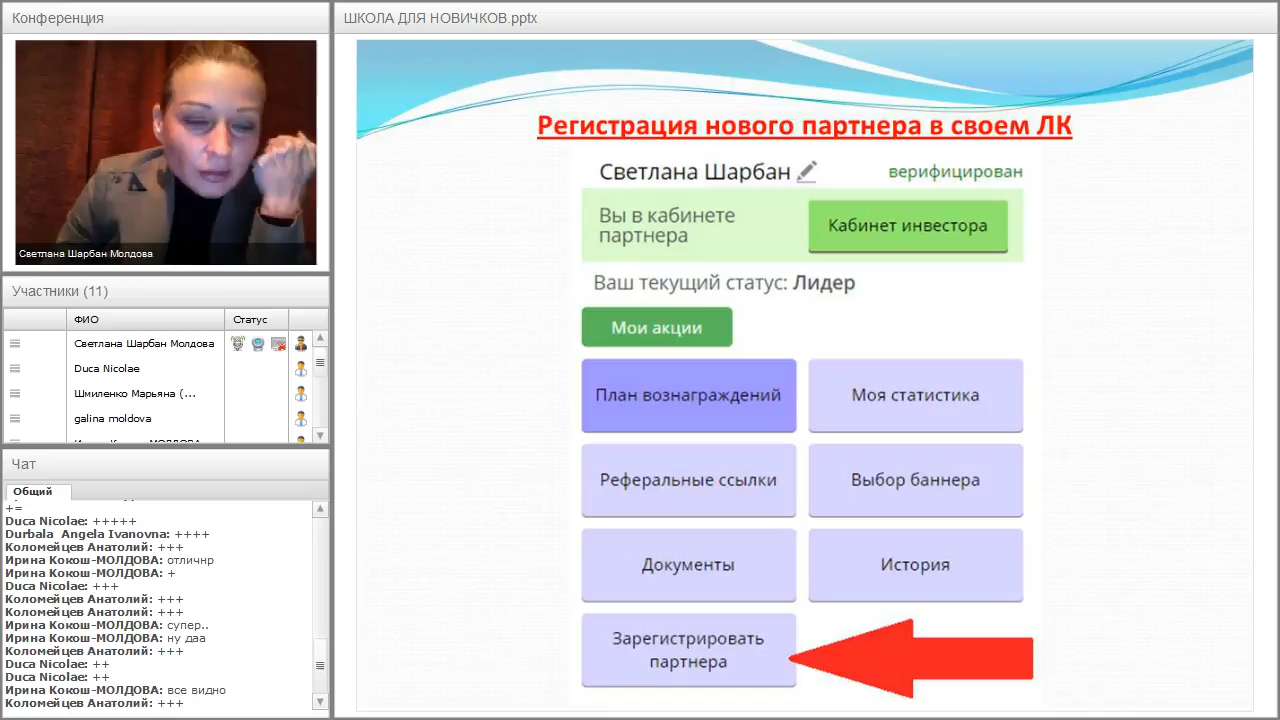 Конференция
Светлана Шарбан Молдова
Участники (11)
ФИО
Статус
Светлана Шарбан Молдова
Duca Nicolae
Шмиленко Марьяна (...
galina moldova
Чат
Общий
+=
Duca Nicolae: +++++
Durbala Angela Ivanovna: ++++
Коломейцев Анатолий: +++
Ирина Кокош-МОЛДОВА: отличнр
Ирина Кокош-МОЛДОВА: +
Duca Nicolae: +++
Коломейцев Анатолий: +++
Коломейцев Анатолий: +++
Ирина Кокош-МОЛДОВА: супер..
Ирина Кокош-МОЛДОВА: ну даа
Коломейцев Анатолий: +++
Duca Nicolae: ++
Duca Nicolae: ++
Ирина Кокош-МОЛДОВА: все видно
Коломейцев Анатолий: +++
ШКОЛА ДЛЯ НОВИЧКОВ.pptx
Регистрация нового партнера в своем ЛК
Светлана Шарбан
верифицирован
Вы в кабинете
партнера
Кабинет инвестора
Ваш текущий статус: Лидер
Мои акции
План вознаграждений
Моя статистика
Реферальные ссылки
Выбор баннера
Документы
История
Зарегистрировать
партнера